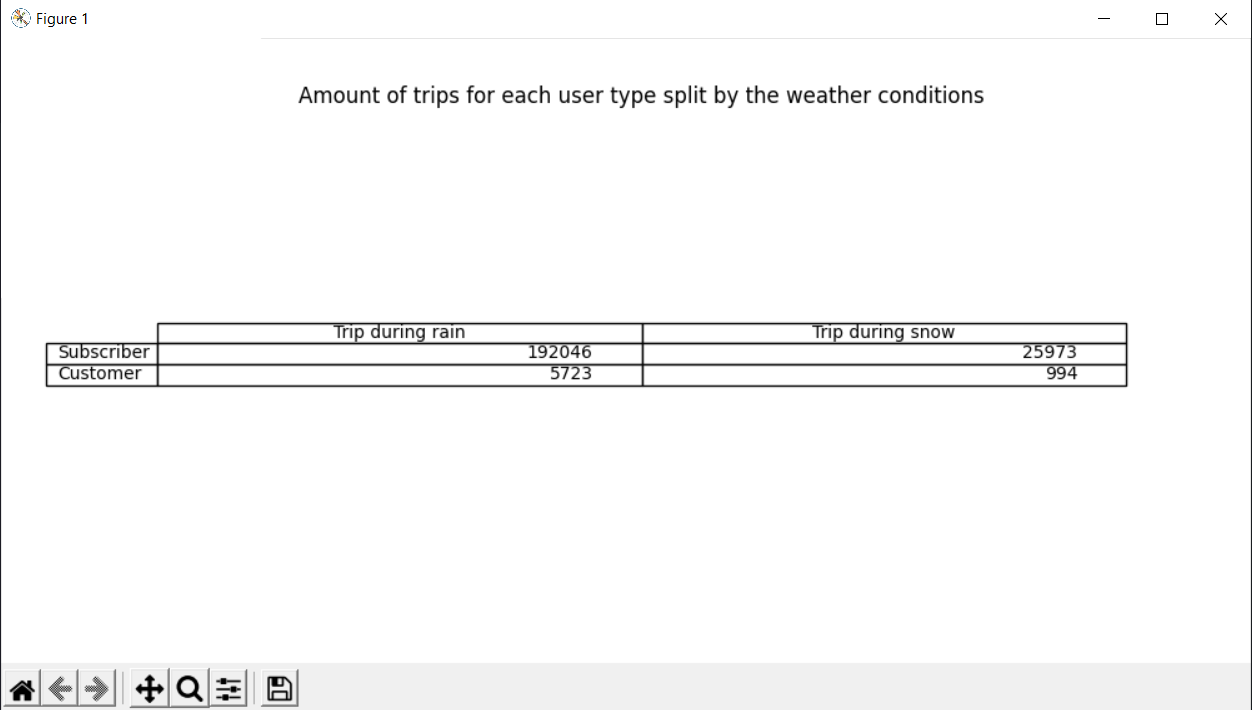 Figure 1
Amount of trips for each user type split by the weather conditions
Trip during rain Trip during snow
Subscriber 192046 25973
Customer 5723 994